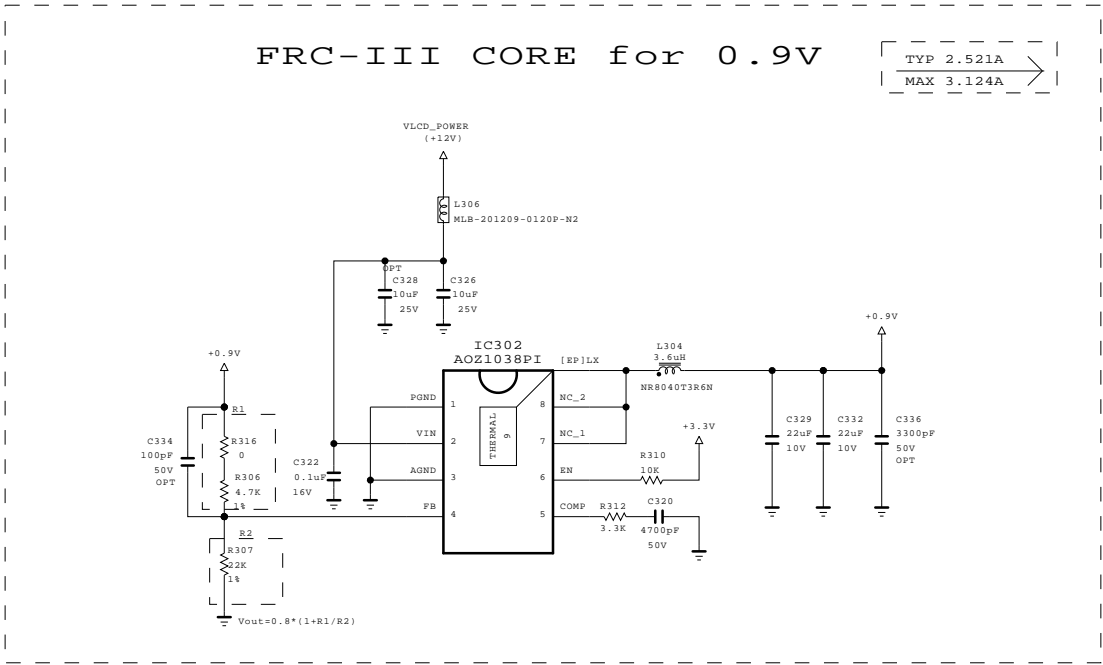 FRC-III CORE for 0.9V
TYP 2.521A
MAX 3.124A
VLCD_POWER
(+12V)
L306
MLB-201209-0120P-N2
OPT
C328
10uF
25V
C326
10uF
25V
IC302
AOZ1038PI
[EP]LX
L304
3.6uH
NR8040T3R6N
+0.9V
+0.9V
R1
C334
100pF
50V
OPT
R316
0
R306
4.7K
1%
R2
R307
22K
1%
Vout=0.8*(1+R1/R2)
C322
0.1uF
16V
PGND
1
VIN
2
AGND
3
FB
4
THERMAL
9
8
NC_2
7
NC_1
6
EN
5
COMP
R310
10K
+3.3V
R312
3.3K
C320
4700pF
50V
C329
22uF
10V
C332
22uF
10V
C336
3300pF
50V
OPT